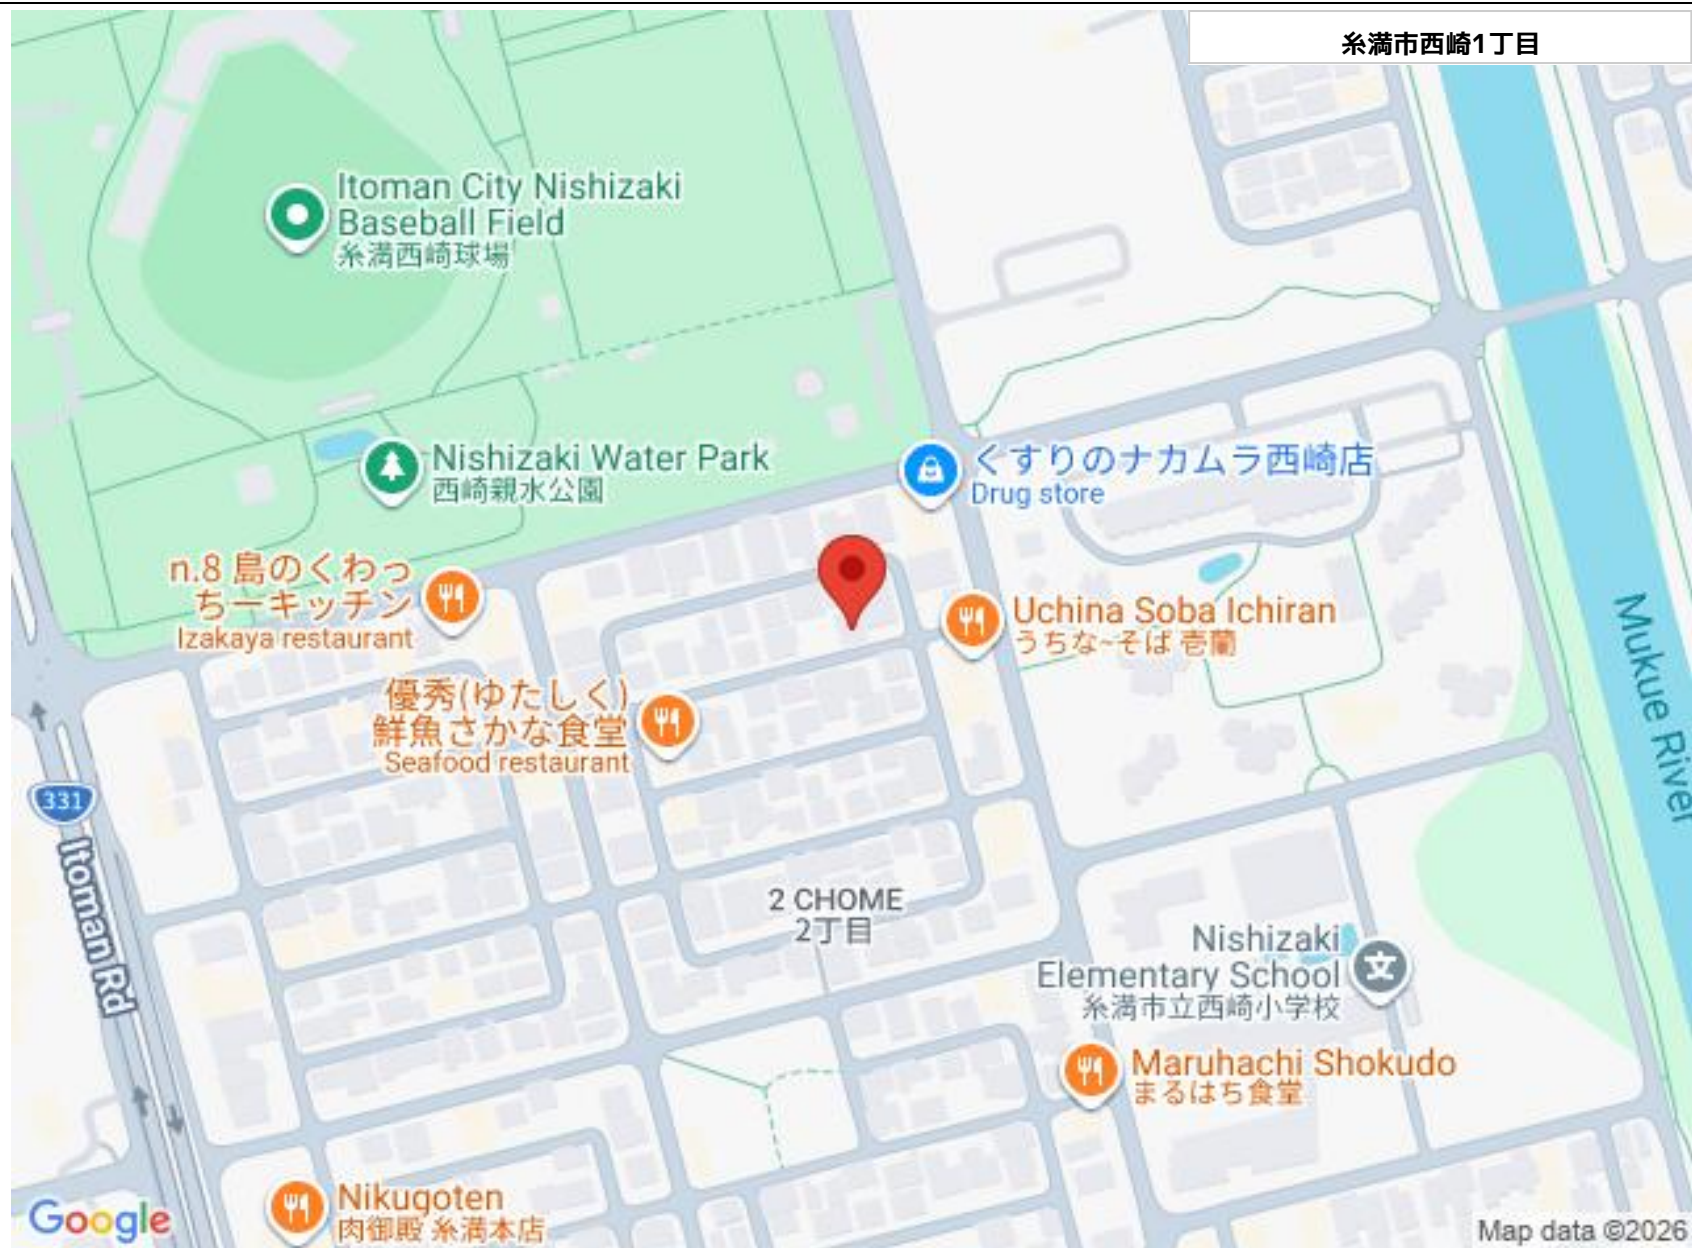 糸満市西崎1丁目
Itoman City Nishizaki
Baseball Field
糸満西崎球場
Nishizaki Water Park
西崎親水公園
くすりのナカムラ西崎店
Drug store
n.8 島のくわっ
ちーキッチン
Izakaya restaurant
Uchina Soba Ichiran
うちな~そば 壱蘭
優秀(ゆたしく)
鮮魚さかな食堂
Seafood restaurant
Mukue River
331
Itoman Rd
2 CHOME
2丁目
Nishizaki
Elementary School
糸満市立西崎小学校
文
Maruhachi Shokudo
まるはち食堂
Nikugoten
肉御殿 糸満本店
Google
Map data ©2026